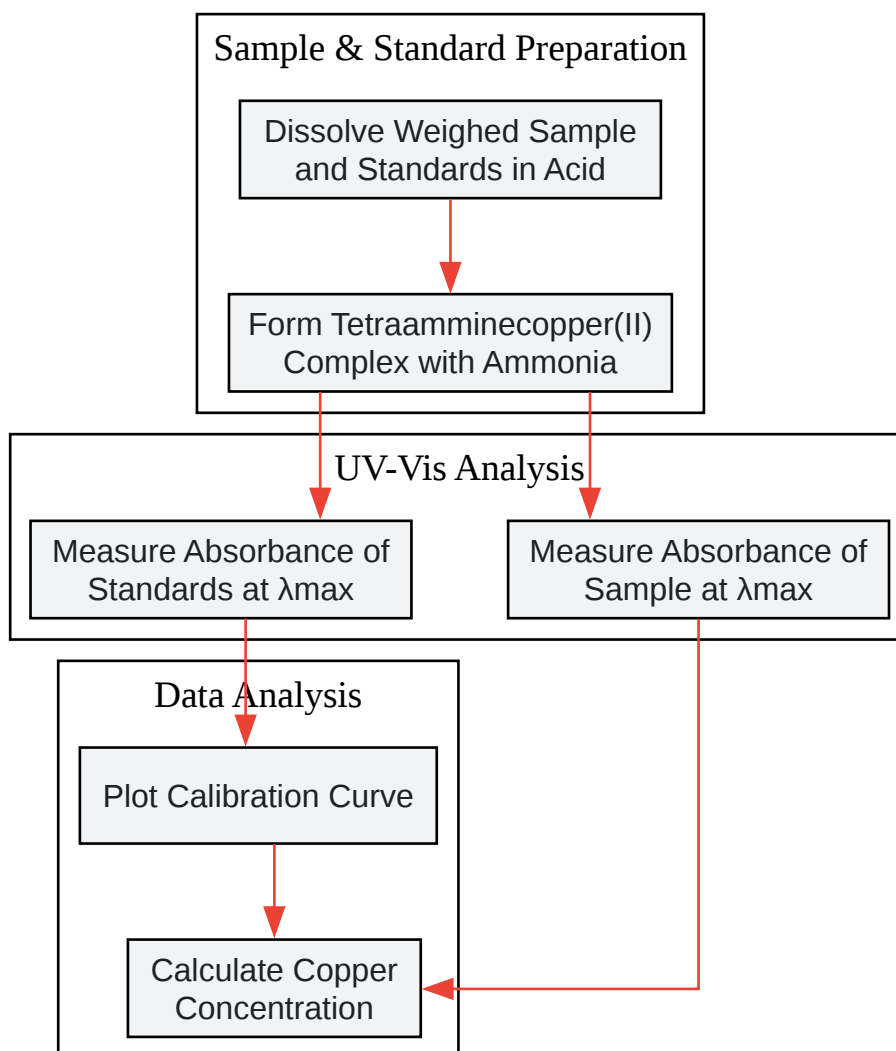 Sample & Standard Preparation
Dissolve Weighed Sample
and Standards in Acid
Form Tetraamminecopper(II)
Complex with Ammonia
UV-Vis Analysis
Measure Absorbance of
Standards at λmax
Measure Absorbance of
Sample at λmax
Data Analysis
Plot Calibration Curve
Calculate Copper
Concentration